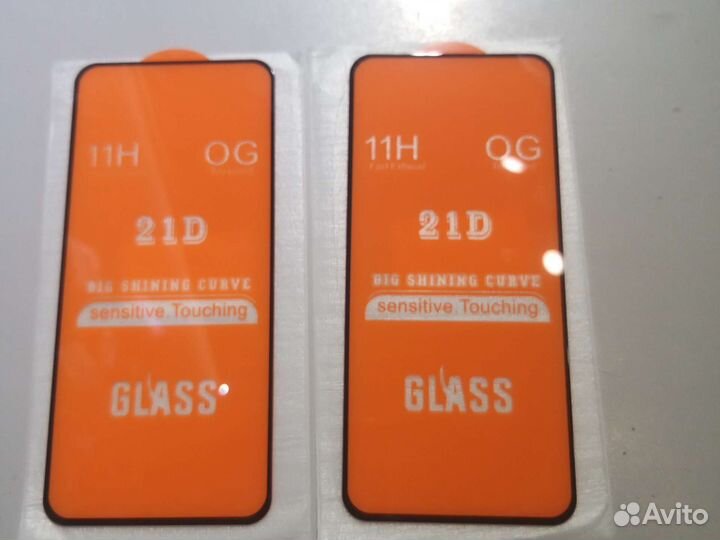 11H OG
21D
BIG SHINING CURVE
sensitive.Touching
GLASS
11H OG
21D
BIG SHINING CURVE
sensitive.Touching
GLASS
Avito